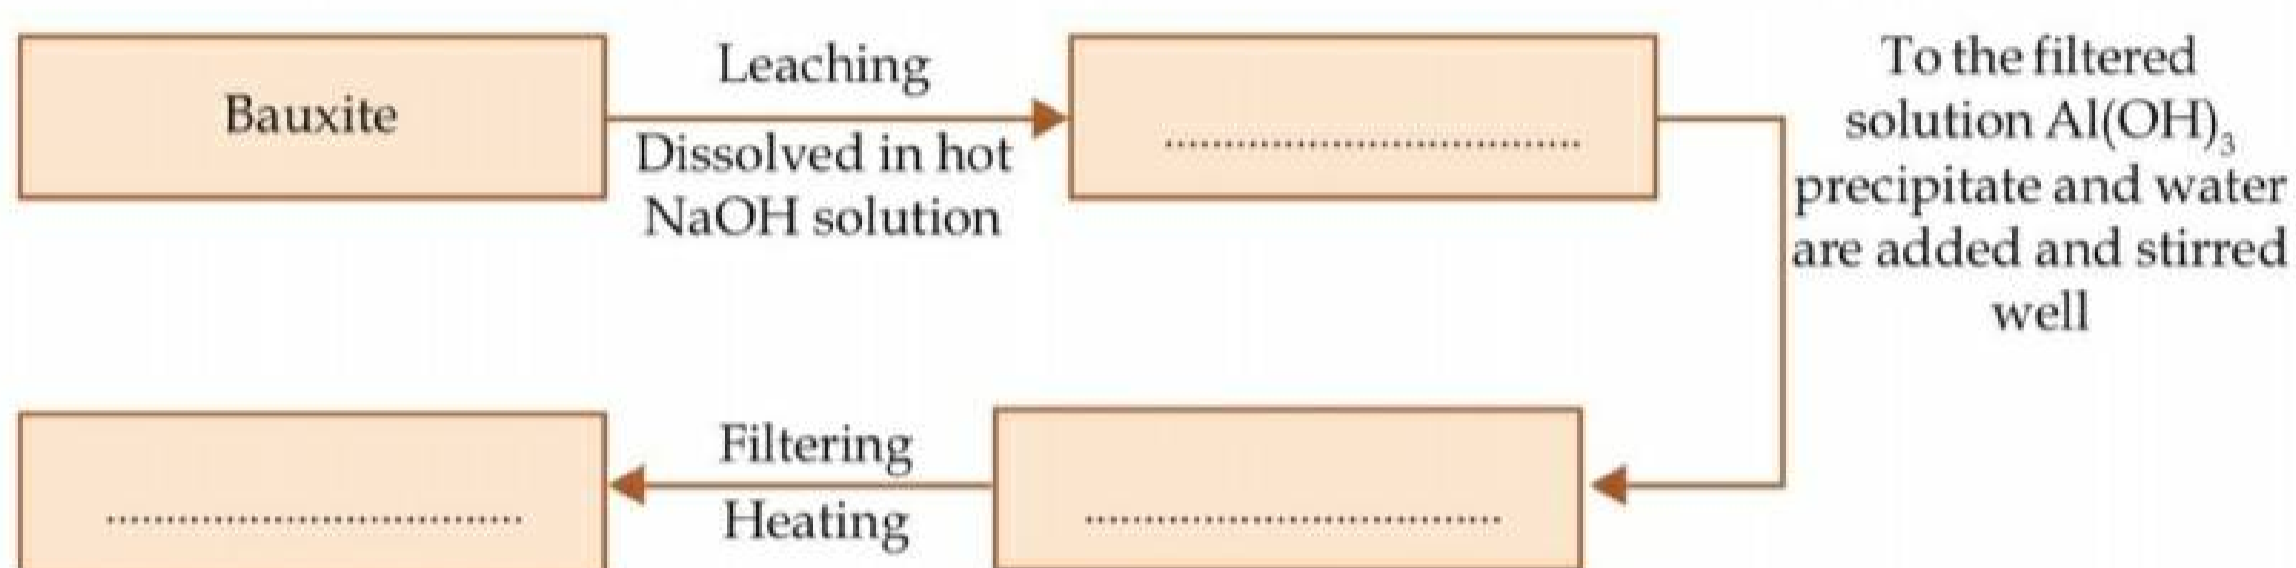 Bauxite
Leaching
Dissolved in hot
NaOH solution
..................................
To the filtered
solution Al(OH)₃
precipitate and water
are added and stirred
well
..................................
Filtering
Heating
..................................